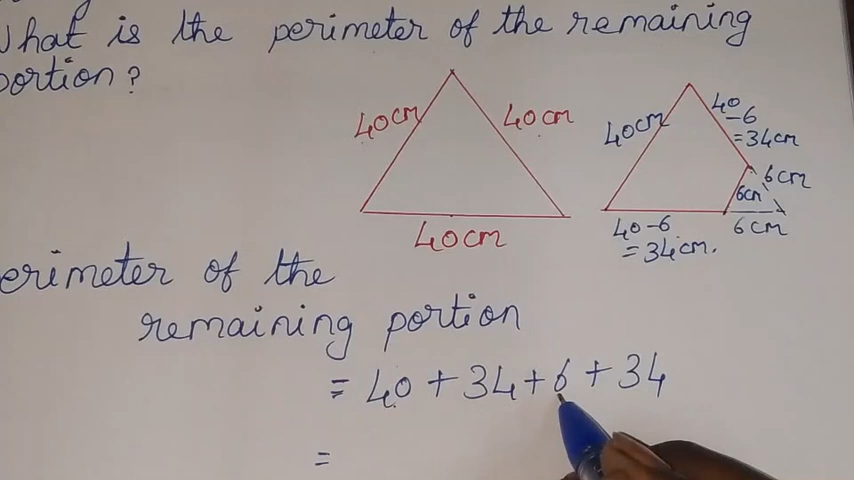 What is the perimeter of the remaining
portion?
40cm
40cm
40cm
40cm
40
-6
=34cm
6cm
6cm
6cm
40-6
=34cm.
erimeter of the
remaining portion
= 40 + 34 + 6 + 34
=